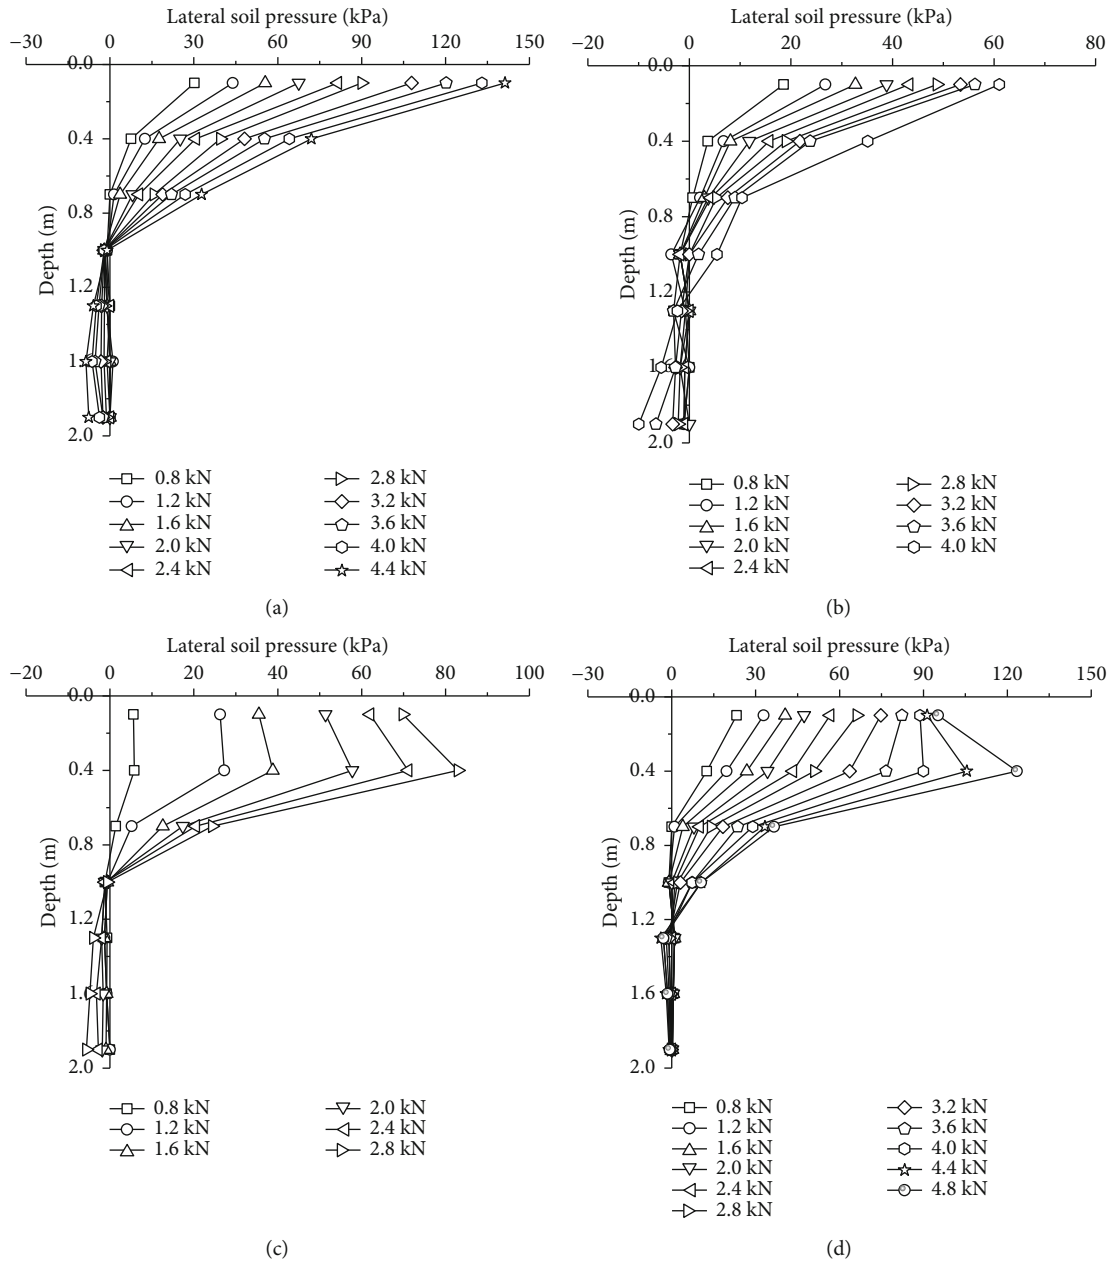 Lateral soil pressure (kPa)
−30 0 30 60 90 120 150
0.0
0.4
0.8
1.2
2.0
Depth (m)
0.8 kN
1.2 kN
1.6 kN
2.0 kN
2.4 kN
2.8 kN
3.2 kN
3.6 kN
4.0 kN
4.4 kN
(a)
Lateral soil pressure (kPa)
−20 0 20 40 60 80
0.0
0.4
0.8
1.2
2.0
Depth (m)
0.8 kN
1.2 kN
1.6 kN
2.0 kN
2.4 kN
2.8 kN
3.2 kN
3.6 kN
4.0 kN
(b)
Lateral soil pressure (kPa)
−20 0 20 40 60 80 100
0.0
0.4
0.8
1.2
1.6
2.0
Depth (m)
0.8 kN
1.2 kN
1.6 kN
2.0 kN
2.4 kN
2.8 kN
(c)
Lateral soil pressure (kPa)
−30 0 30 60 90 120 150
0.0
0.4
0.8
1.2
1.6
2.0
Depth (m)
0.8 kN
1.2 kN
1.6 kN
2.0 kN
2.4 kN
2.8 kN
3.2 kN
3.6 kN
4.0 kN
4.4 kN
4.8 kN
(d)